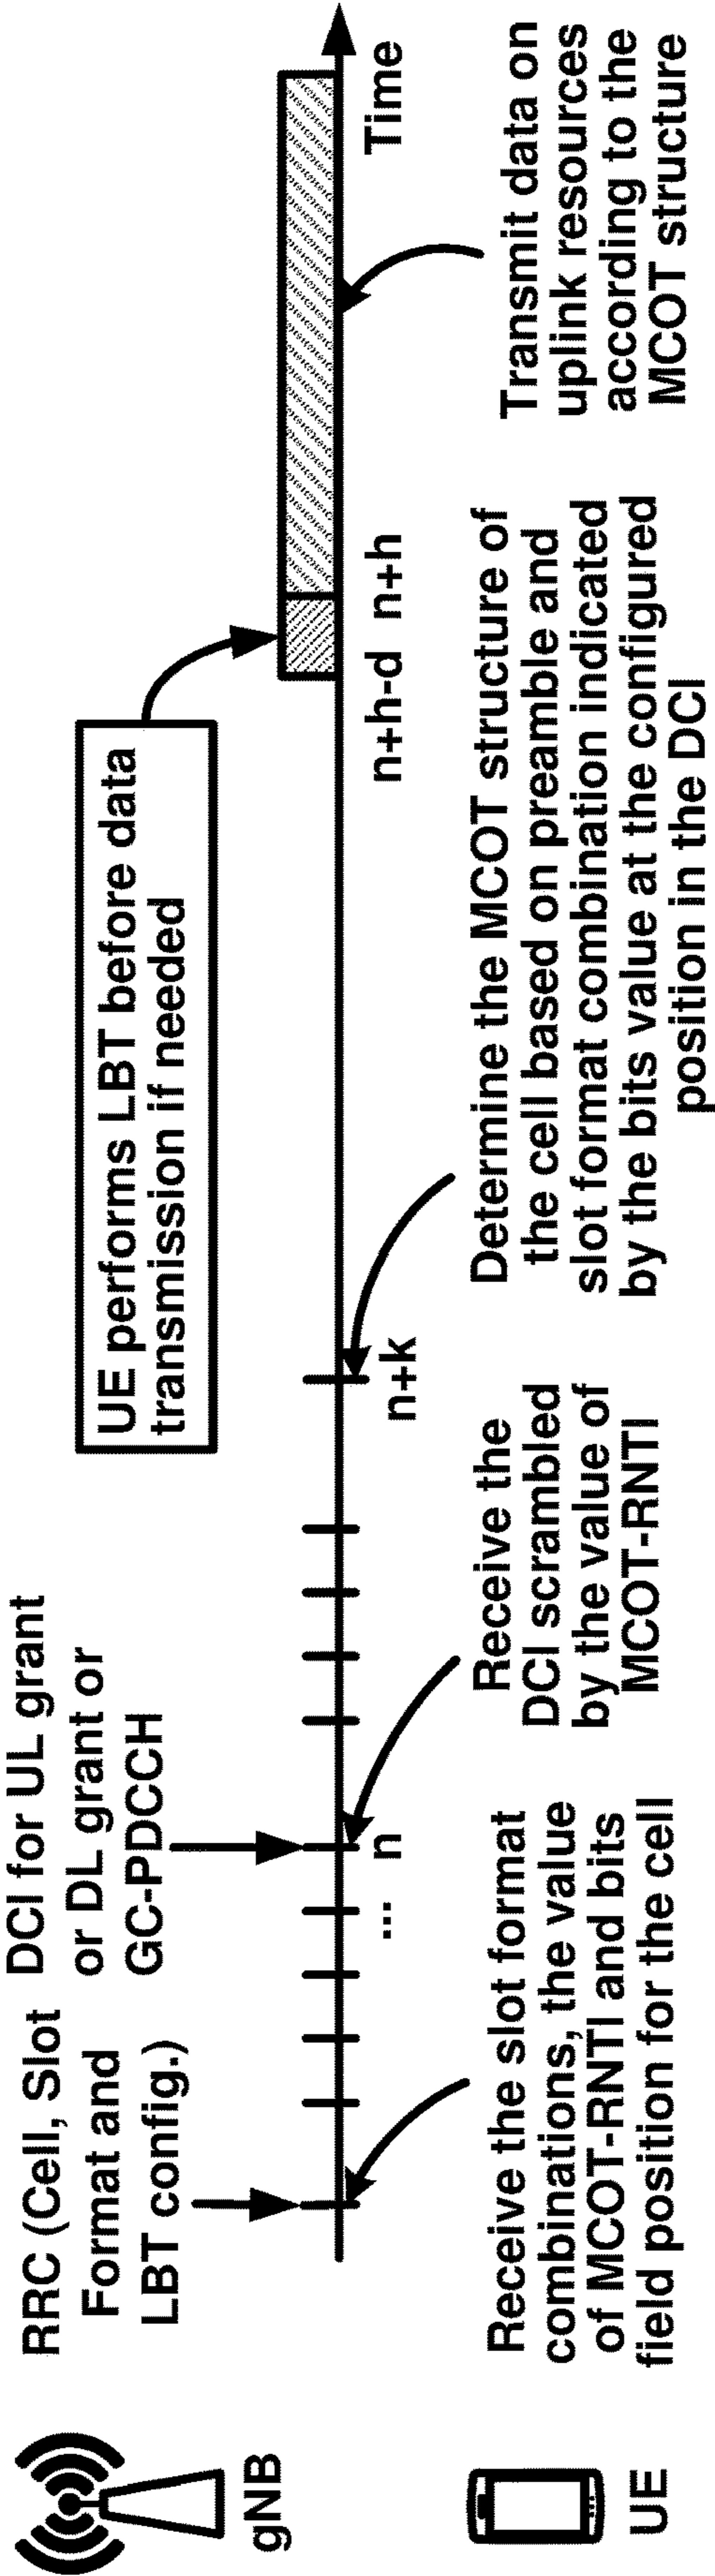 gNB
RRC (Cell, Slot
Format and
LBT config.)
DCI for UL grant
or DL grant or
GC-PDCCH
UE performs LBT before data
transmission if needed
...
n
n+k
n+h-d
n+h
Time
UE
Receive the slot format
combinations, the value
of MCOT-RNTI and bits
field position for the cell
Receive the
DCI scrambled
by the value of
MCOT-RNTI
Determine the MCOT structure of
the cell based on preamble and
slot format combination indicated
by the bits value at the configured
position in the DCI
Transmit data on
uplink resources
according to the
MCOT structure